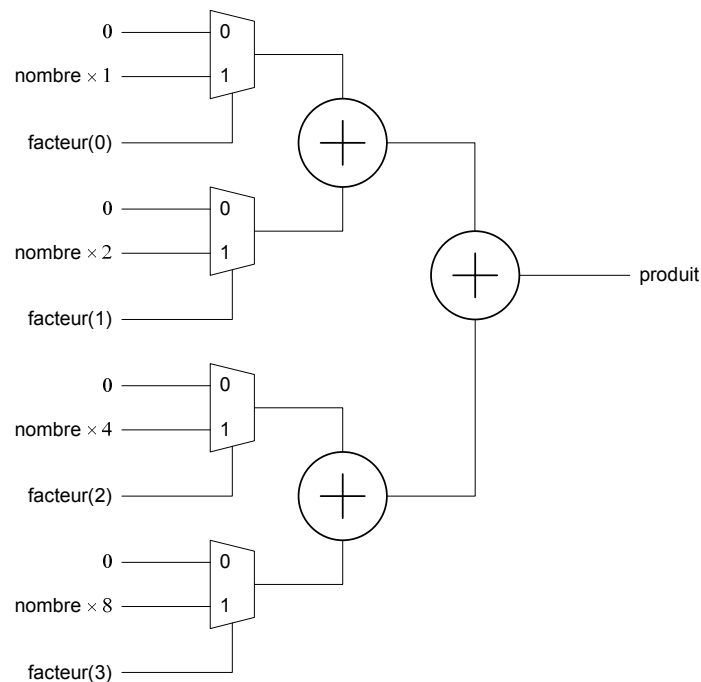 0
0
nombre × 1
1
facteur(0)
0
0
nombre × 2
1
facteur(1)
produit
0
0
nombre × 4
1
facteur(2)
0
0
nombre × 8
1
facteur(3)